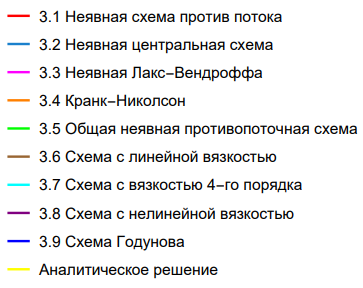 3.1 Неявная схема против потока
3.2 Неявная центральная схема
3.3 Неявная Лакс−Вендроффа
3.4 Кранк−Николсон
3.5 Общая неявная противопоточная схема
3.6 Схема с линейной вязкостью
3.7 Схема с вязкостью 4−го порядка
3.8 Схема с нелинейной вязкостью
3.9 Схема Годунова
Аналитическое решение